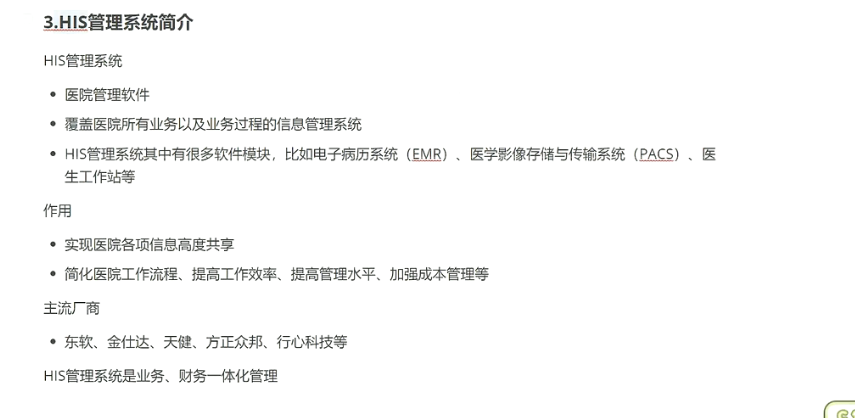 3.HIS管理系统简介
HIS管理系统
医院管理软件
覆盖医院所有业务以及业务过程的信息管理系统
HIS管理系统其中有很多软件模块，比如电子病历系统（EMR）、医学影像存储与传输系统（PACS）、医
生工作站等
作用
实现医院各项信息高度共享
简化医院工作流程、提高工作效率、提高管理水平、加强成本管理等
主流厂商
东软、金仕达、天健、方正众邦、行心科技等
HIS管理系统是业务、财务一体化管理